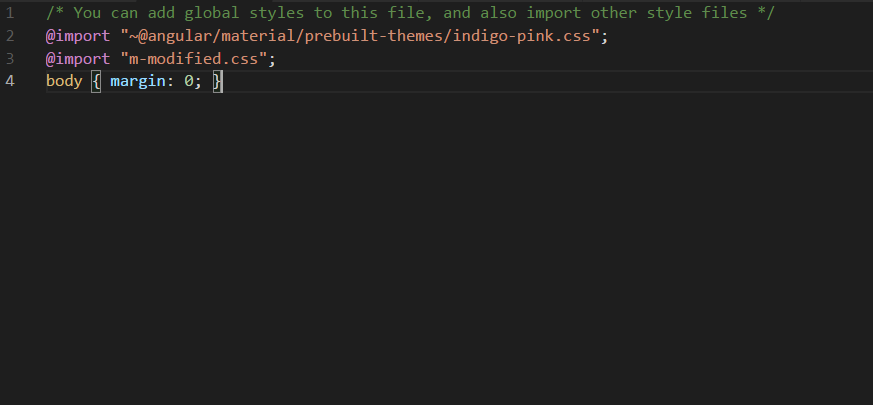 1 /* You can add global styles to this file, and also import other style files */
2 @import "~@angular/material/prebuilt-themes/indigo-pink.css";
3 @import "m-modified.css";
4 body { margin: 0; }